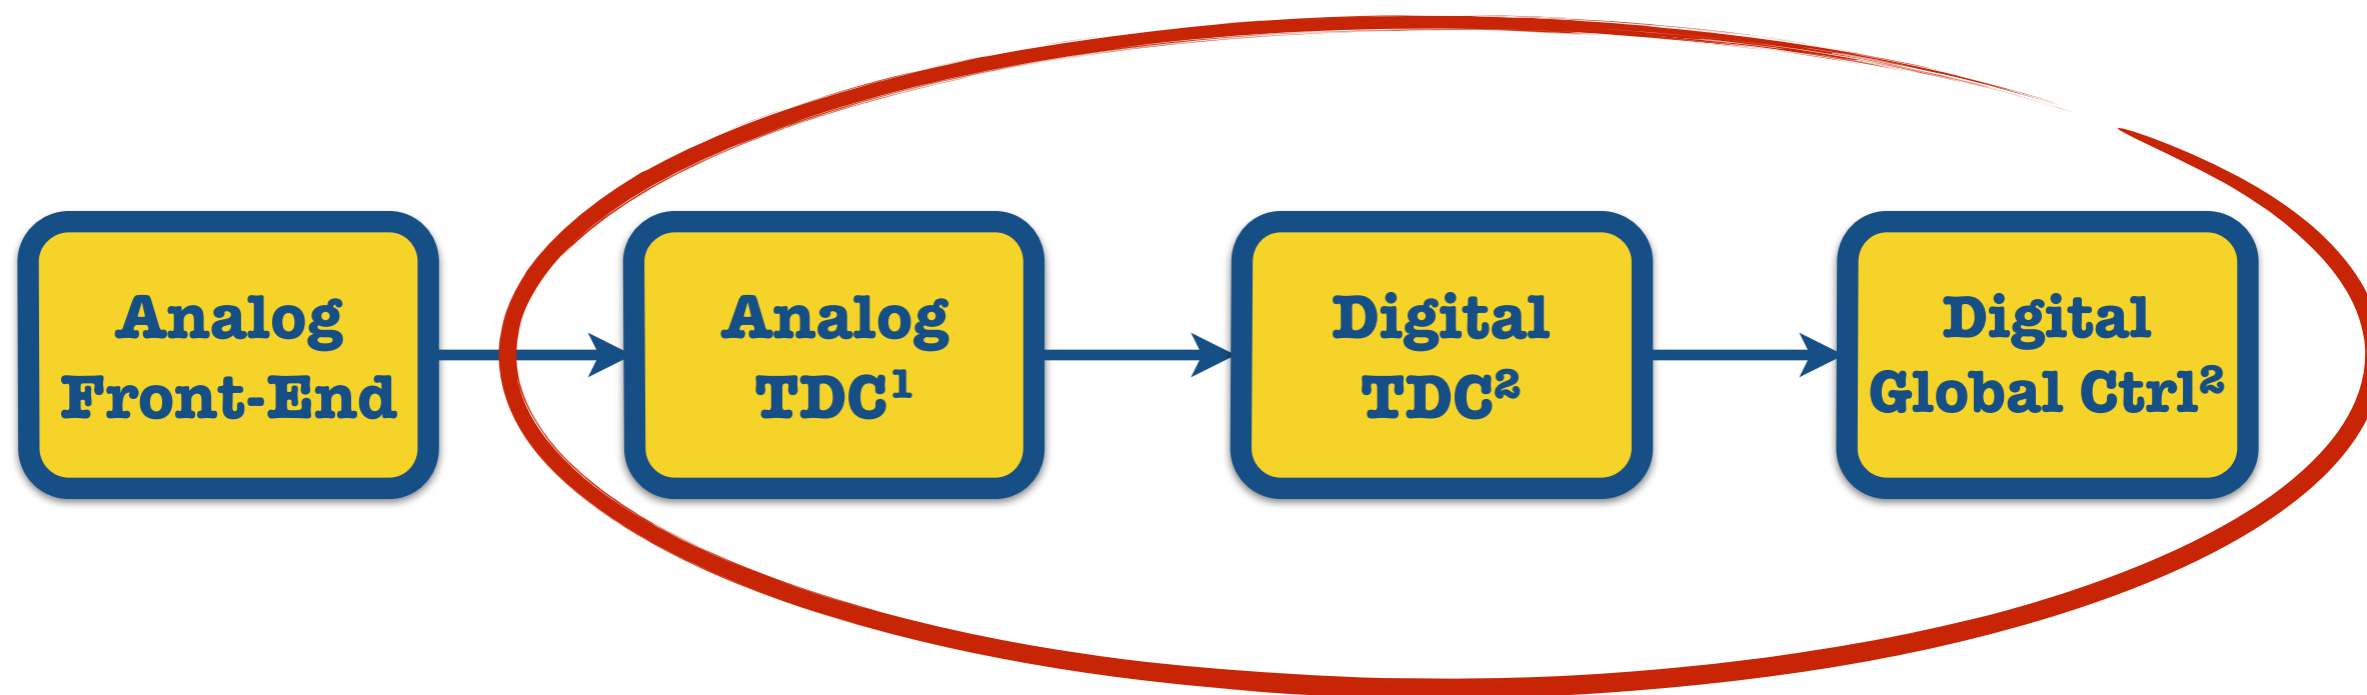 Analog
Front-End
Analog
TDC¹
Digital
TDC²
Digital
Global Ctrl²